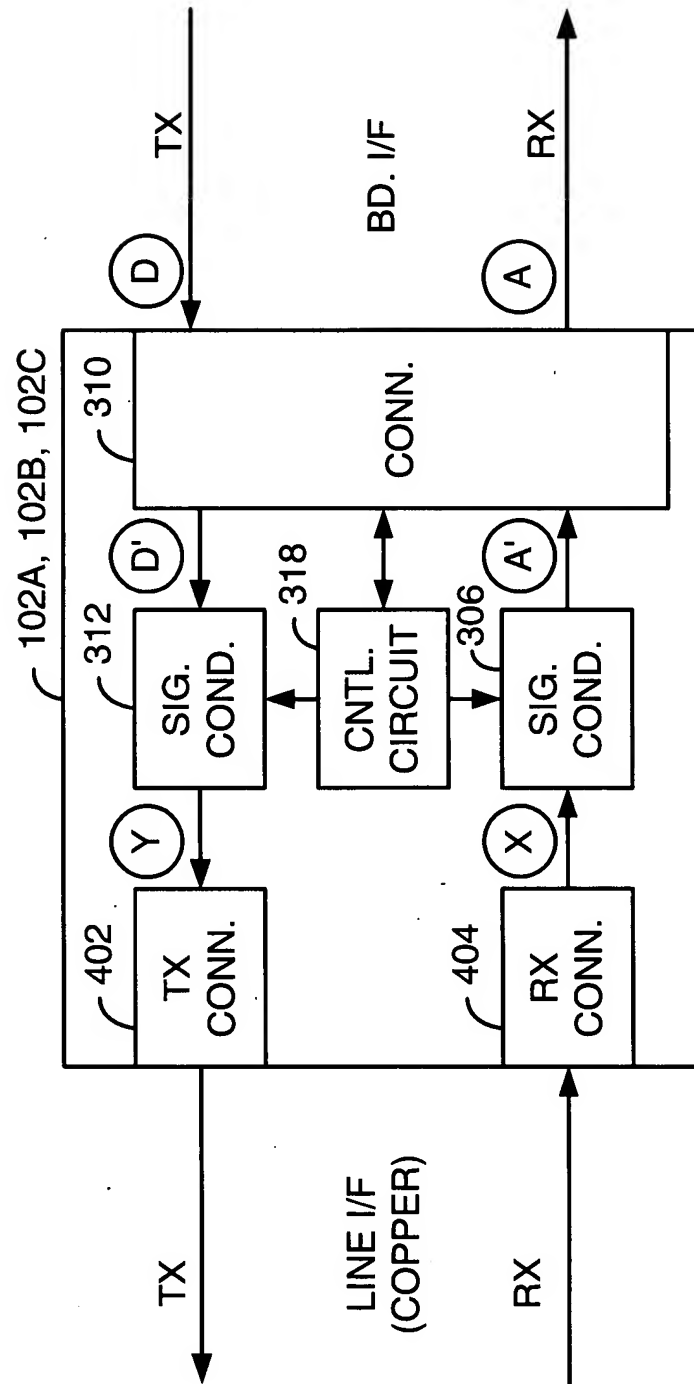 102A, 102B, 102C
TX
402
TX
CONN.
Y
312
SIG.
COND.
D'
310
CONN.
D
TX
LINE I/F
(COPPER)
318
CNTL.
CIRCUIT
BD. I/F
RX
404
RX
CONN.
X
306
SIG.
COND.
A'
A
RX